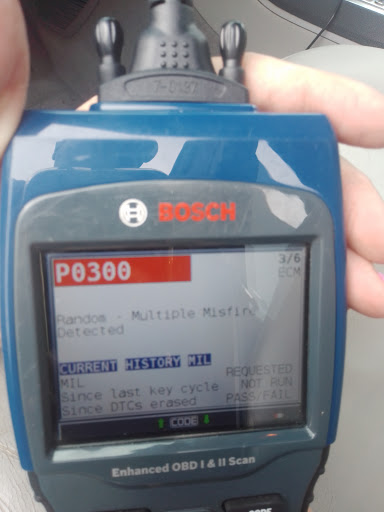 BOSCH
P0300
3/6
ECM
Random - Multiple Misfire
Detected
CURRENT HISTORY MIL
MIL REQUESTED
Since last key cycle NOT RUN
Since DTCs erased PASS/FAIL
CODE
Enhanced OBD I & II Scan